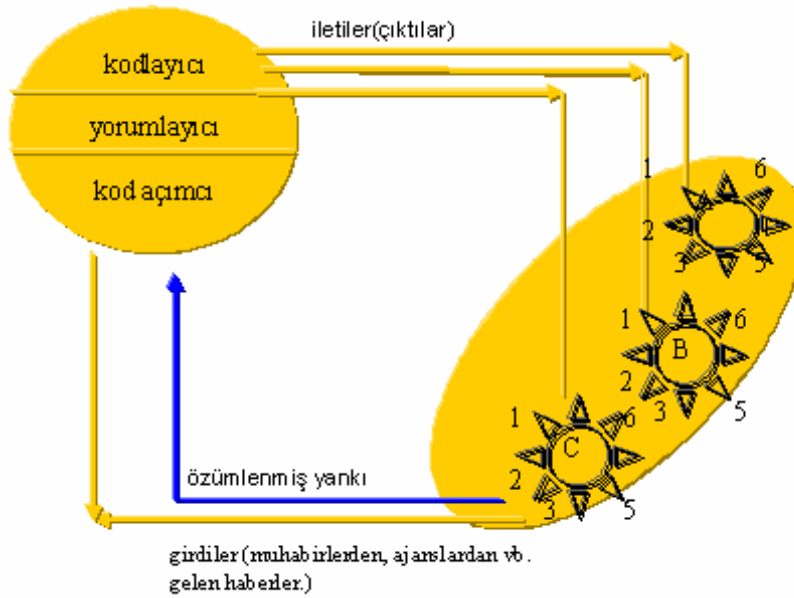 iletiler(çıktılar)
kodlayıcı
yorumlayıcı
kod açımcı
1
6
A
2
3
5
1
6
B
2
3
5
1
6
C
2
3
5
özümlenmiş yankı
girdiler (muhabirlerden, ajanslardan vb.
gelen haberler.)